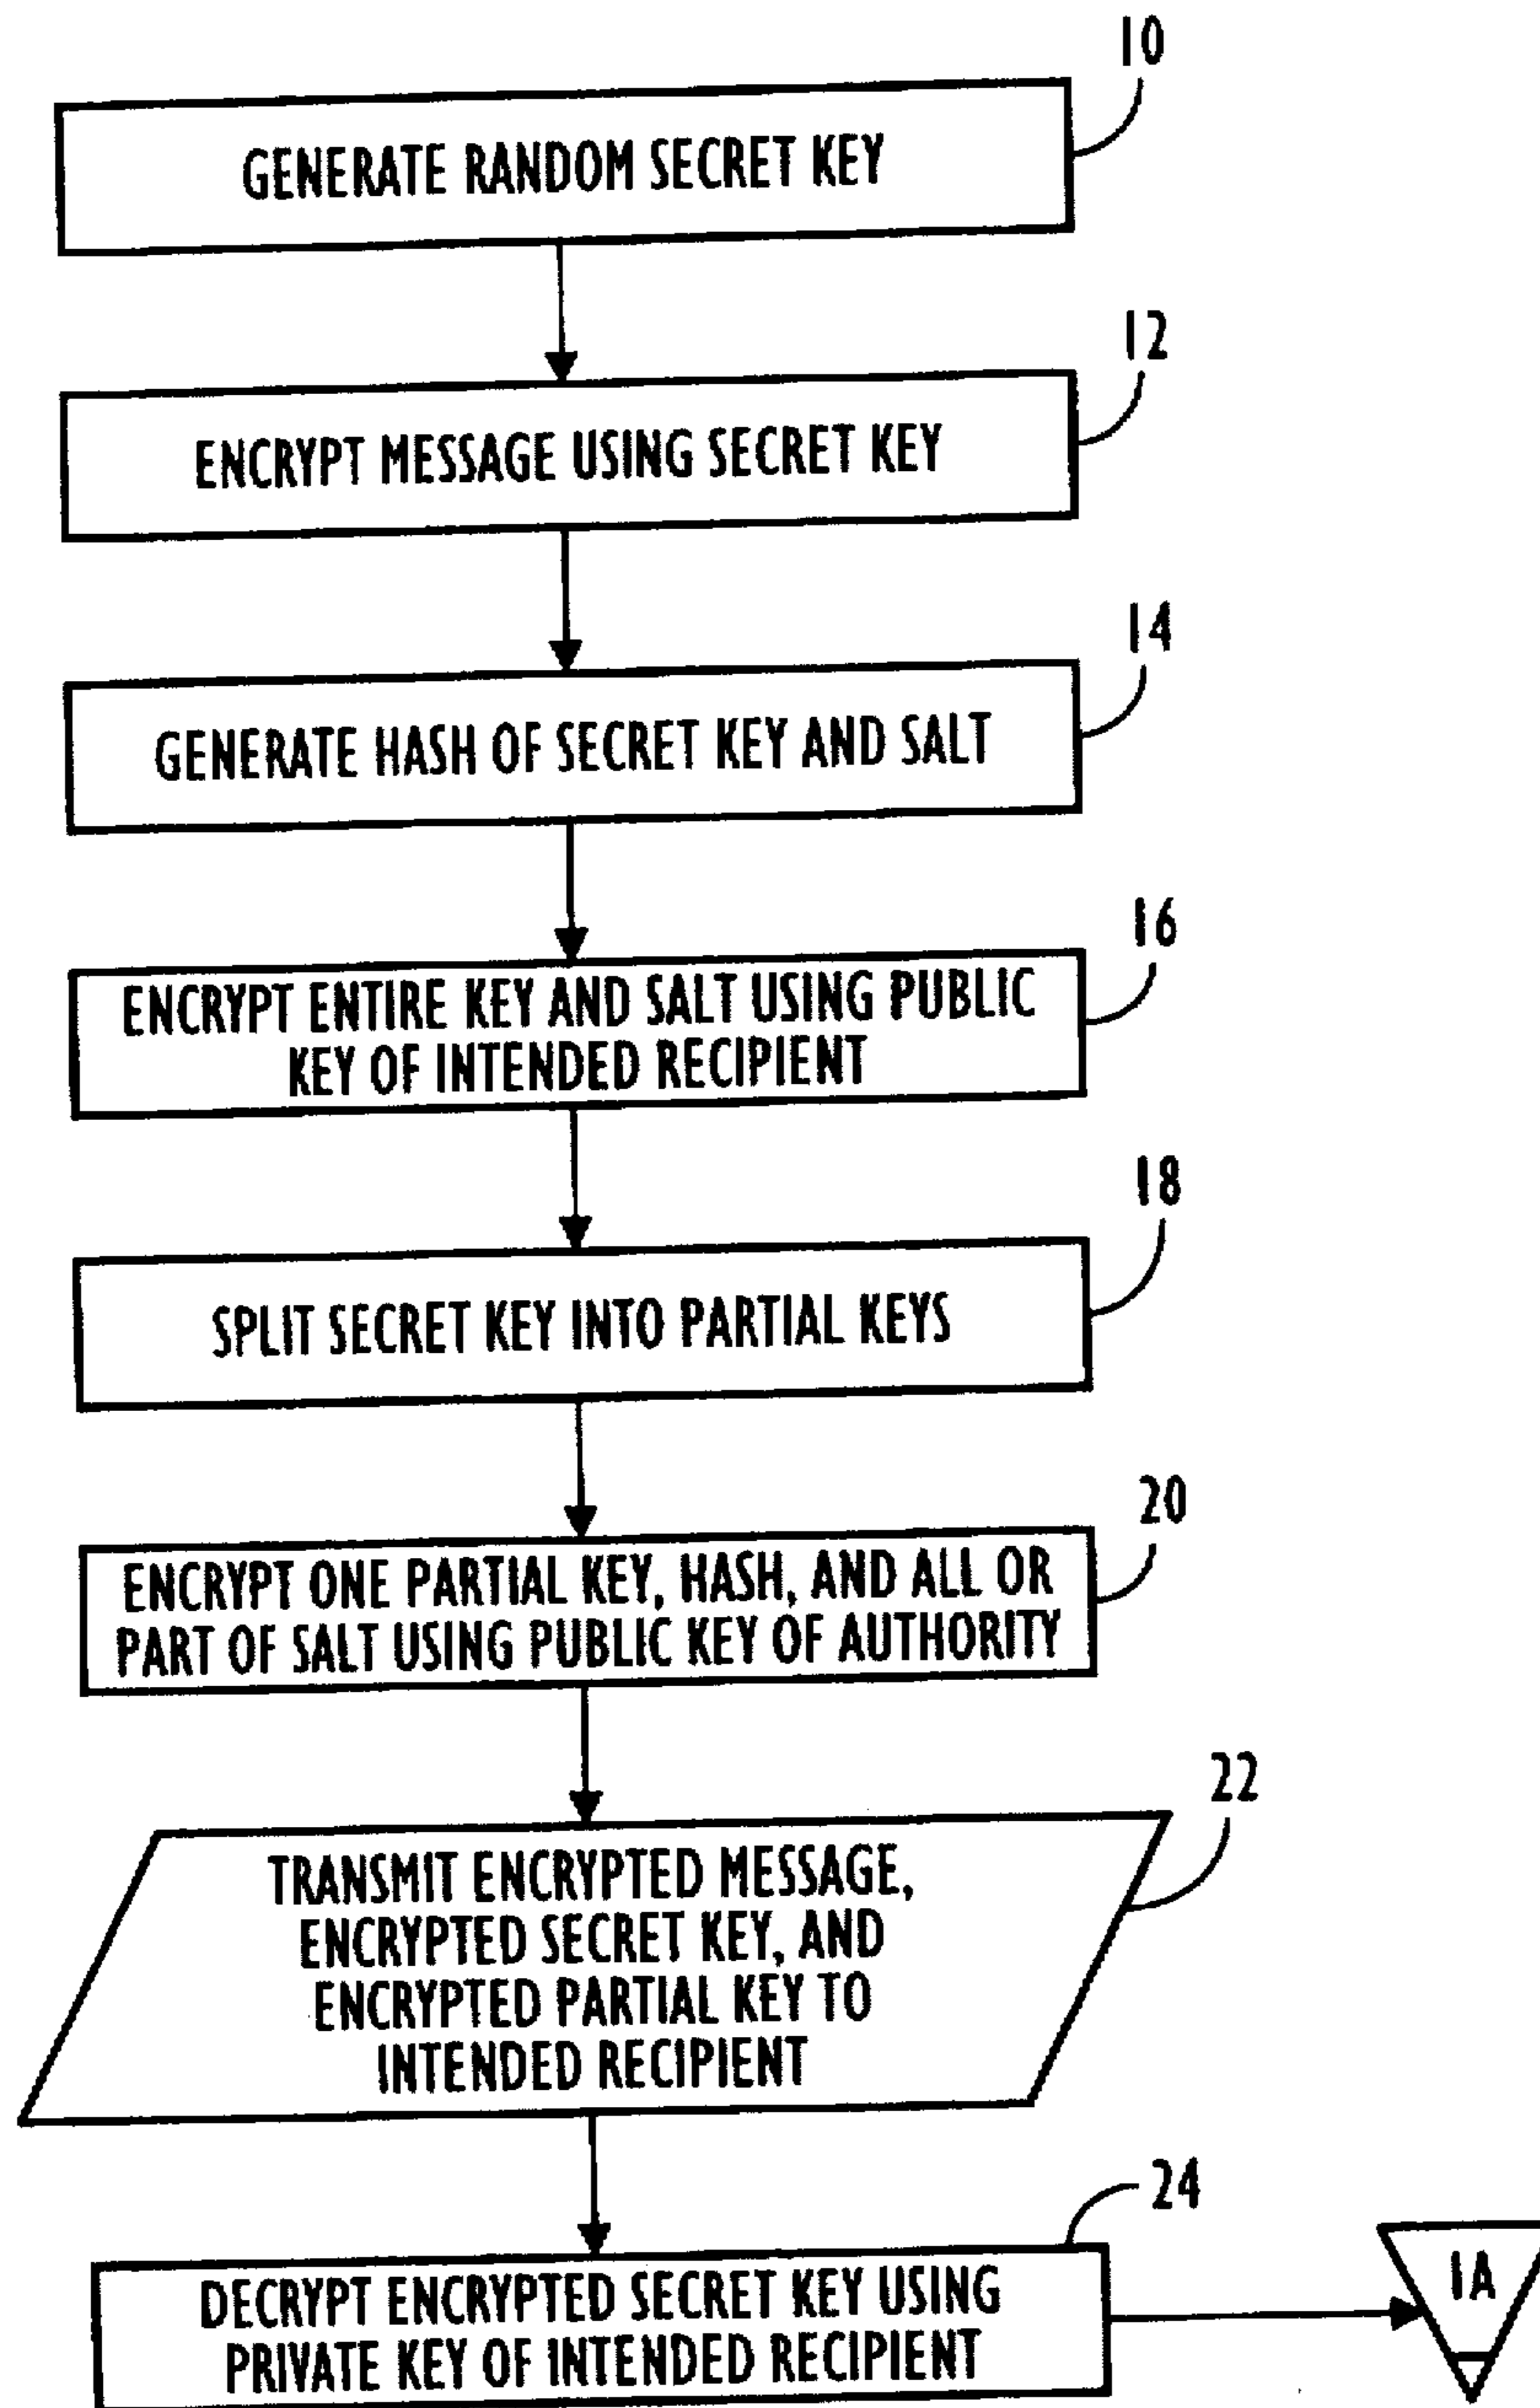 10
GENERATE RANDOM SECRET KEY
12
ENCRYPT MESSAGE USING SECRET KEY
14
GENERATE HASH OF SECRET KEY AND SALT
16
ENCRYPT ENTIRE KEY AND SALT USING PUBLIC
KEY OF INTENDED RECIPIENT
18
SPLIT SECRET KEY INTO PARTIAL KEYS
20
ENCRYPT ONE PARTIAL KEY, HASH, AND ALL OR
PART OF SALT USING PUBLIC KEY OF AUTHORITY
22
TRANSMIT ENCRYPTED MESSAGE,
ENCRYPTED SECRET KEY, AND
ENCRYPTED PARTIAL KEY TO
INTENDED RECIPIENT
24
DECRYPT ENCRYPTED SECRET KEY USING
PRIVATE KEY OF INTENDED RECIPIENT
1A